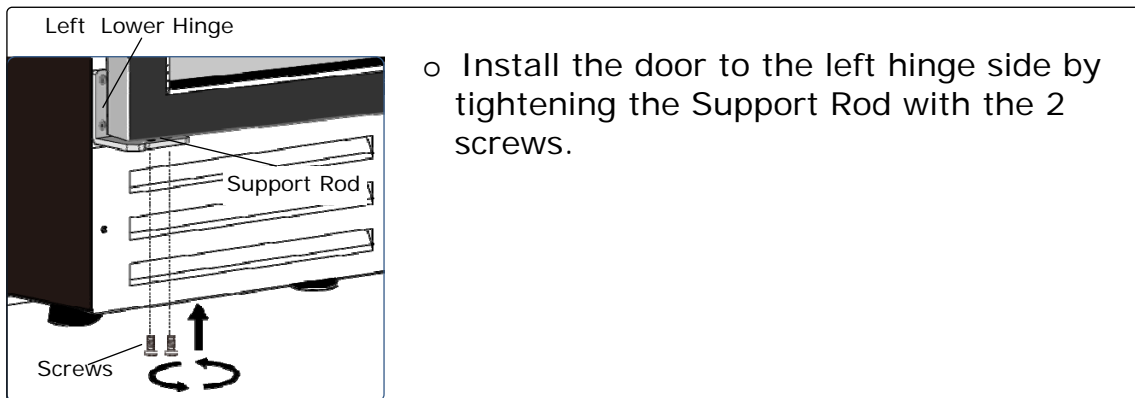 Left Lower Hinge
Support Rod
Screws
o Install the door to the left hinge side by
tightening the Support Rod with the 2
screws.